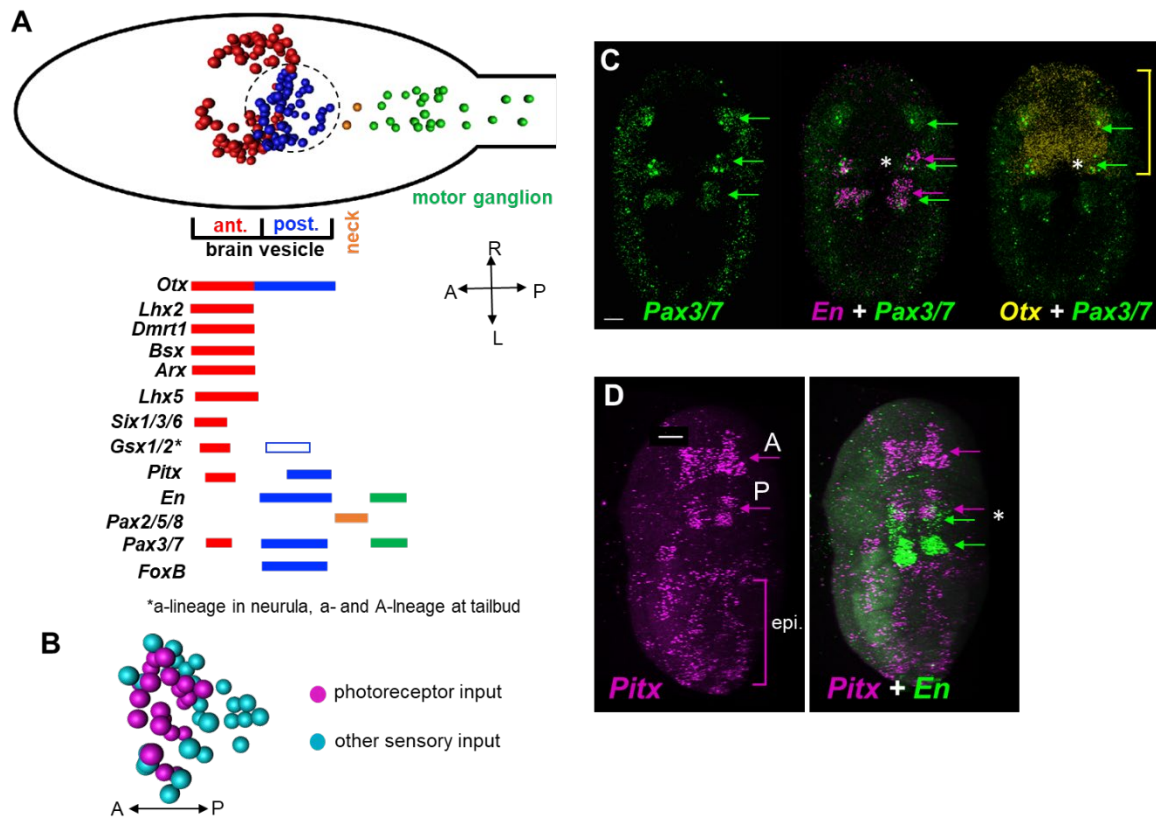 A
motor ganglion
ant. post.
brain vesicle
neck
Otx
Lhx2
Dmrt1
Bsx
Arx
Lhx5
Six1/3/6
Gsx1/2*
Pitx
En
Pax2/5/8
Pax3/7
FoxB
R
A P
L
*a-lineage in neurula, a- and A-lneage at tailbud
B
photoreceptor input
other sensory input
A P
C
*
*
Pax3/7
En + Pax3/7
Otx + Pax3/7
D
A
P
*
epi.
Pitx
Pitx + En